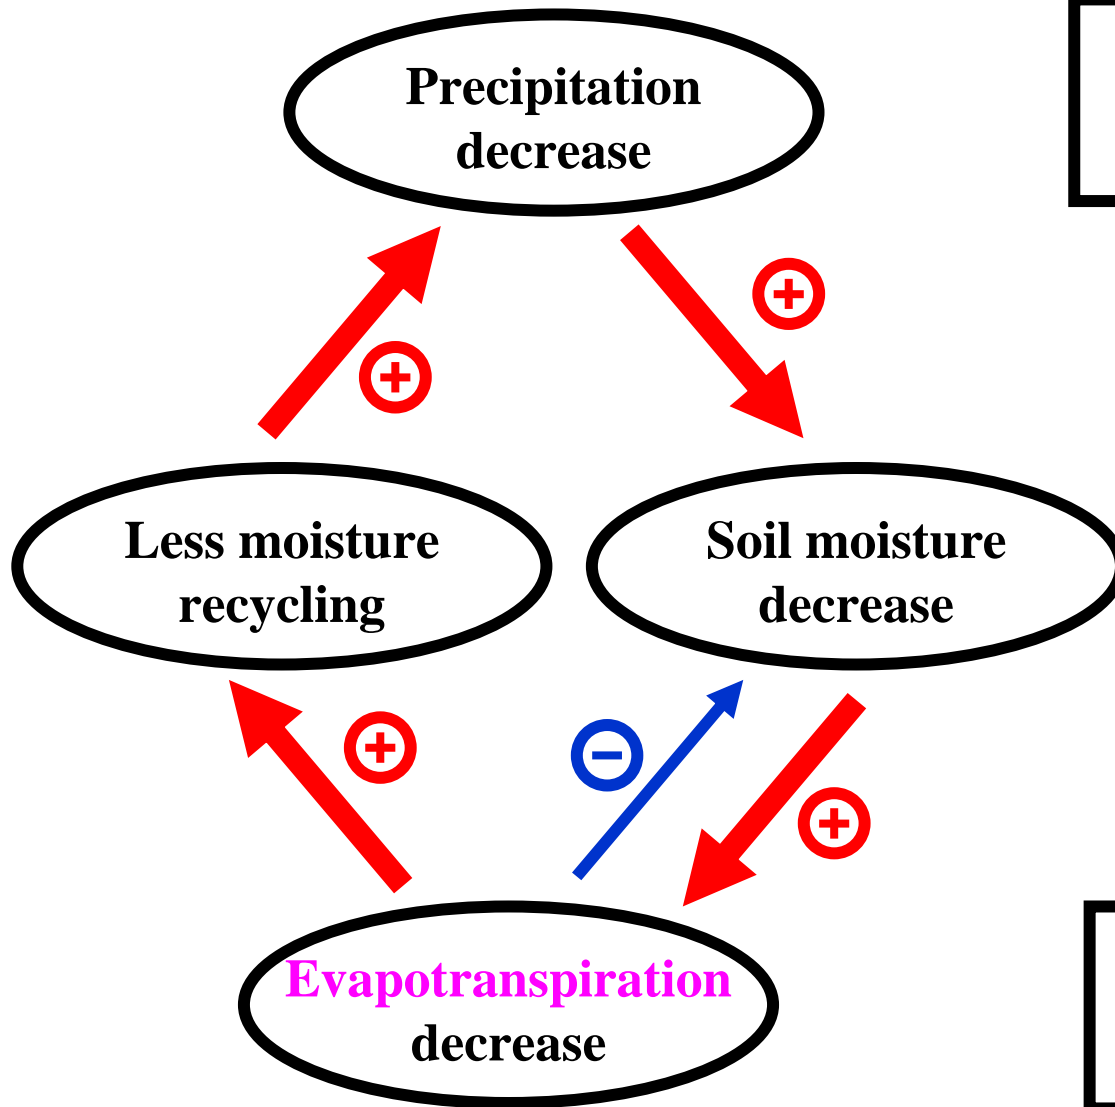 Precipitation
decrease
+
+
Less moisture
recycling
Soil moisture
decrease
+
−
+
Evapotranspiration
decrease